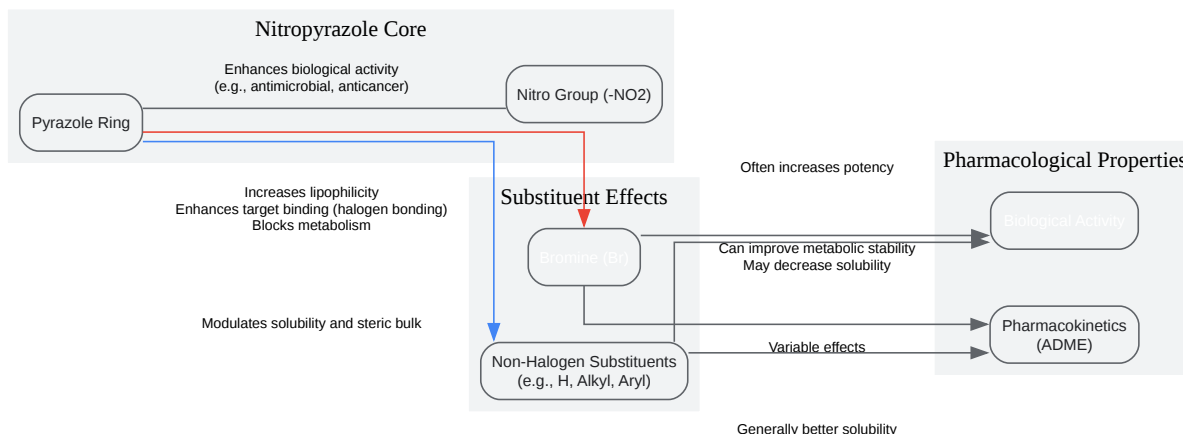 Nitropyrazole Core
Enhances biological activity
(e.g., antimicrobial, anticancer)
Nitro Group (-NO2)
Pyrazole Ring
Often increases potency
Pharmacological Properties
Increases lipophilicity
Enhances target binding (halogen bonding)
Blocks metabolism
Substituent Effects
Biological Activity
Bromine (Br)
Can improve metabolic stability
May decrease solubility
Modulates solubility and steric bulk
Pharmacokinetics
(ADME)
Variable effects
Non-Halogen Substituents
(e.g., H, Alkyl, Aryl)
Generally better solubility